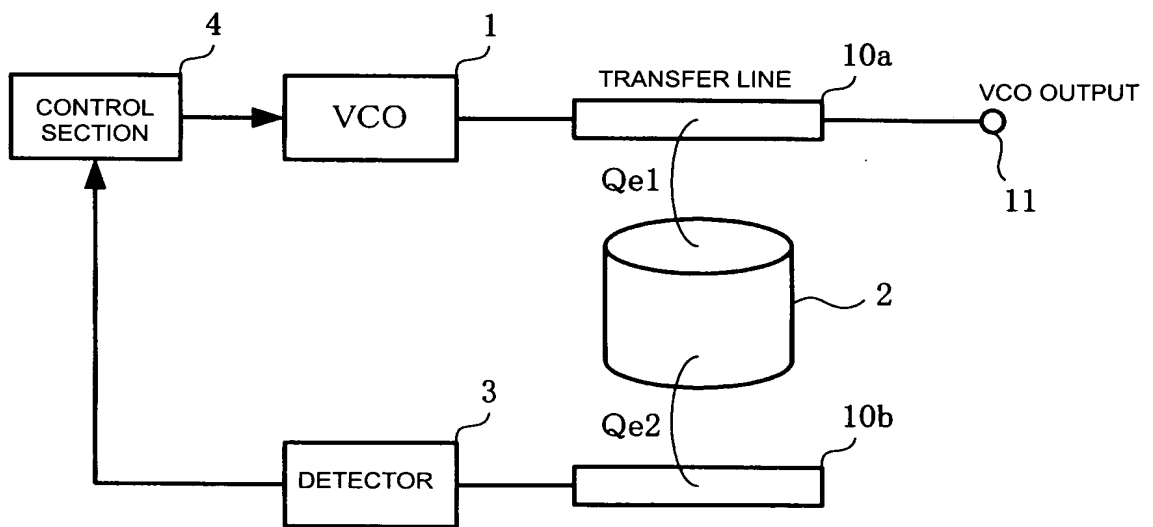 4
1
10a
TRANSFER LINE
VCO OUTPUT
CONTROL
SECTION
VCO
Qe1
11
2
3
Qe2
10b
DETECTOR